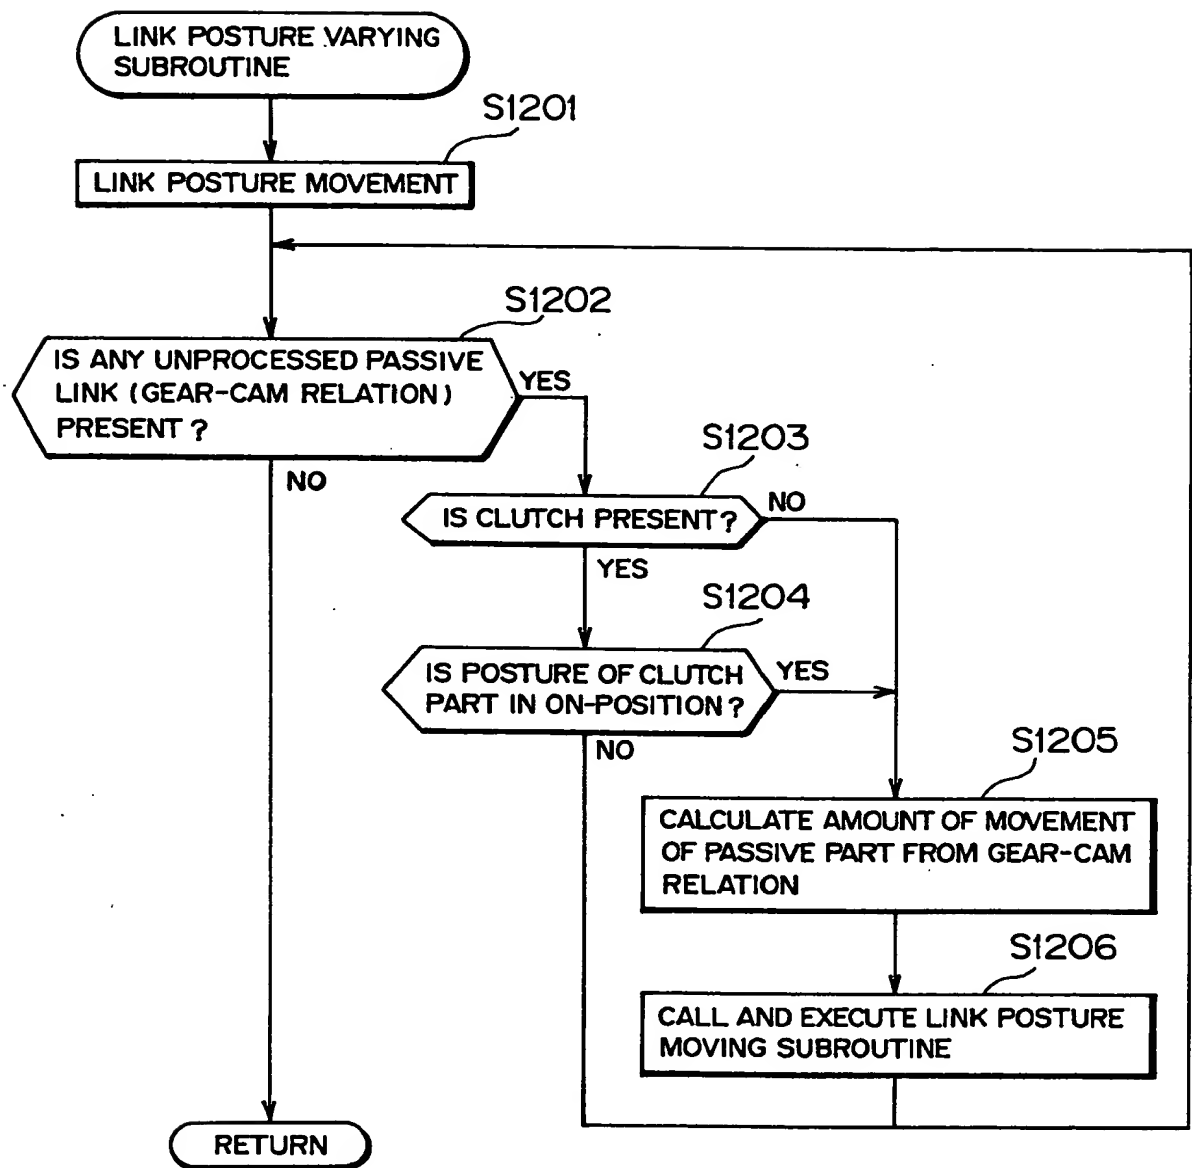 LINK POSTURE VARYING
SUBROUTINE
S1201
LINK POSTURE MOVEMENT
S1202
IS ANY UNPROCESSED PASSIVE
LINK (GEAR-CAM RELATION)
PRESENT?
YES
NO
S1203
IS CLUTCH PRESENT?
NO
YES
S1204
IS POSTURE OF CLUTCH
PART IN ON-POSITION?
YES
NO
S1205
CALCULATE AMOUNT OF MOVEMENT
OF PASSIVE PART FROM GEAR-CAM
RELATION
S1206
CALL AND EXECUTE LINK POSTURE
MOVING SUBROUTINE
RETURN